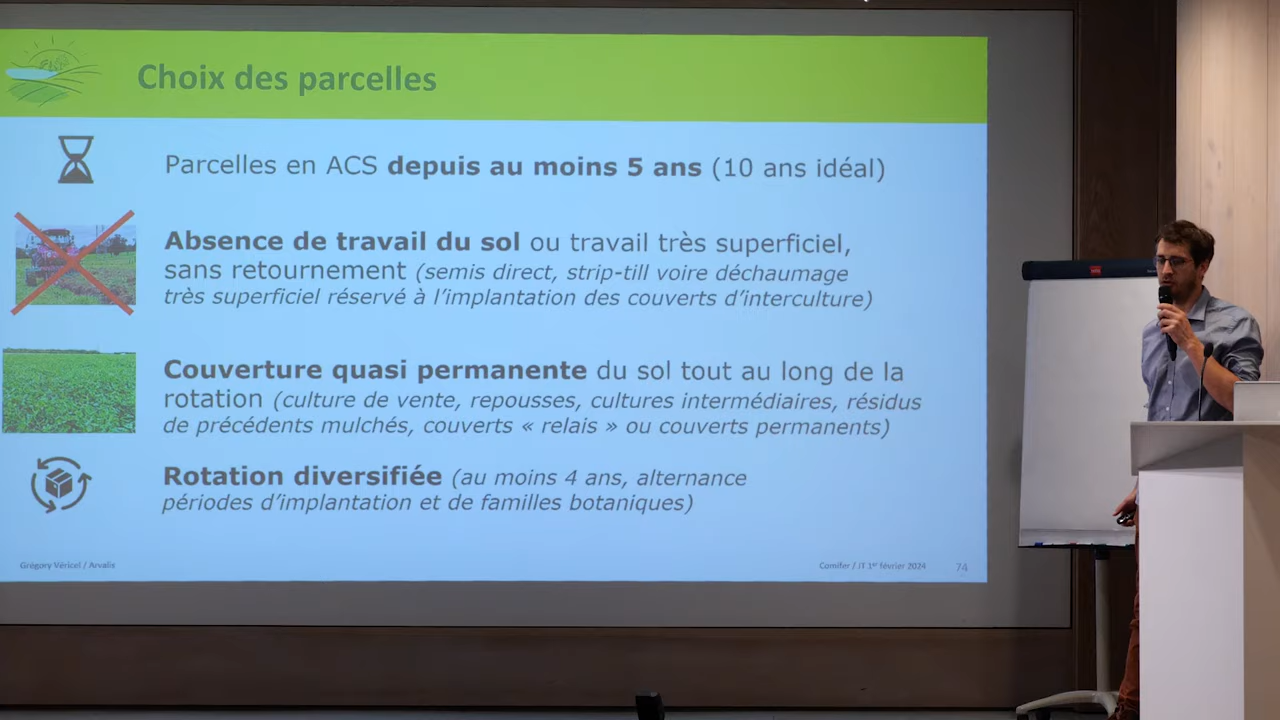 Choix des parcelles
Parcelles en ACS depuis au moins 5 ans (10 ans idéal)
Absence de travail du sol ou travail très superficiel,
sans retournement (semis direct, strip-till voire déchaumage
très superficiel réservé à l'implantation des couverts d'interculture)
Couverture quasi permanente du sol tout au long de la
rotation (culture de vente, repousses, cultures intermédiaires, résidus
de précédents mulchés, couverts « relais » ou couverts permanents)
Rotation diversifiée (au moins 4 ans, alternance
périodes d'implantation et de familles botaniques)
Grégory Véricel / Arvalis
Comifer / JT 1er février 2024
74